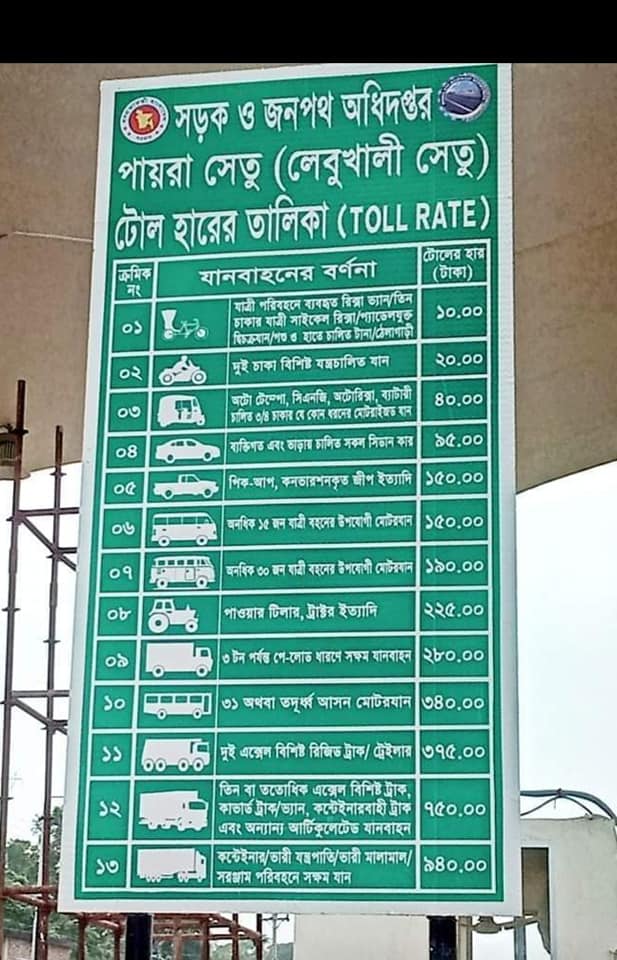 সড়ক ও জনপথ অধিদপ্তর
পায়রা সেতু (লেবুখালী সেতু)
টোল হারের তালিকা (TOLL RATE)
ক্রমিক নং যানবাহনের বর্ণনা টোলের হার (টাকা)
০১ যাত্রী পরিবহনে ব্যবহৃত রিক্সা ভ্যান/তিন
চাকার যাত্রী সাইকেল রিক্সা/প্যাডেলযুক্ত
দ্বিচক্রযান/পশু ও হাতে চালিত টানা/ঠেলাগাড়ী ১০.০০
০২ দুই চাকা বিশিষ্ট যন্ত্রচালিত যান ২০.০০
০৩ অটো টেম্পো, সিএনজি, অটোরিক্সা, ব্যাটারী
চালিত ৩/৪ চাকার যে কোন ধরনের মোটরাইজড যান ৪০.০০
০৪ ব্যক্তিগত এবং ভাড়ায় চালিত সকল সিডান কার ৯৫.০০
০৫ পিক-আপ, কনভারশনকৃত জীপ ইত্যাদি ১৫০.০০
০৬ অনধিক ১৫ জন যাত্রী বহনের উপযোগী মোটরযান ১৫০.০০
০৭ অনধিক ৩০ জন যাত্রী বহনের উপযোগী মোটরযান ১৯০.০০
০৮ পাওয়ার টিলার, ট্রাক্টর ইত্যাদি ২২৫.০০
০৯ ৩ টন পর্যন্ত পে-লোড ধারণে সক্ষম যানবাহন ২৮০.০০
১০ ৩১ অথবা তদূর্ধ্ব আসন মোটরযান ৩৪০.০০
১১ দুই এক্সেল বিশিষ্ট রিজিড ট্রাক/ ট্রেইলার ৩৭৫.০০
১২ তিন বা ততোধিক এক্সেল বিশিষ্ট ট্রাক,
কাভার্ড ট্রাক/ভ্যান, কন্টেইনারবাহী ট্রাক
এবং অন্যান্য আর্টিকুলেটেড যানবাহন ৭৫০.০০
১৩ কন্টেইনার/ভারী যন্ত্রপাতি/ভারী মালামাল/
সরঞ্জাম পরিবহনে সক্ষম যান ৯৪০.০০